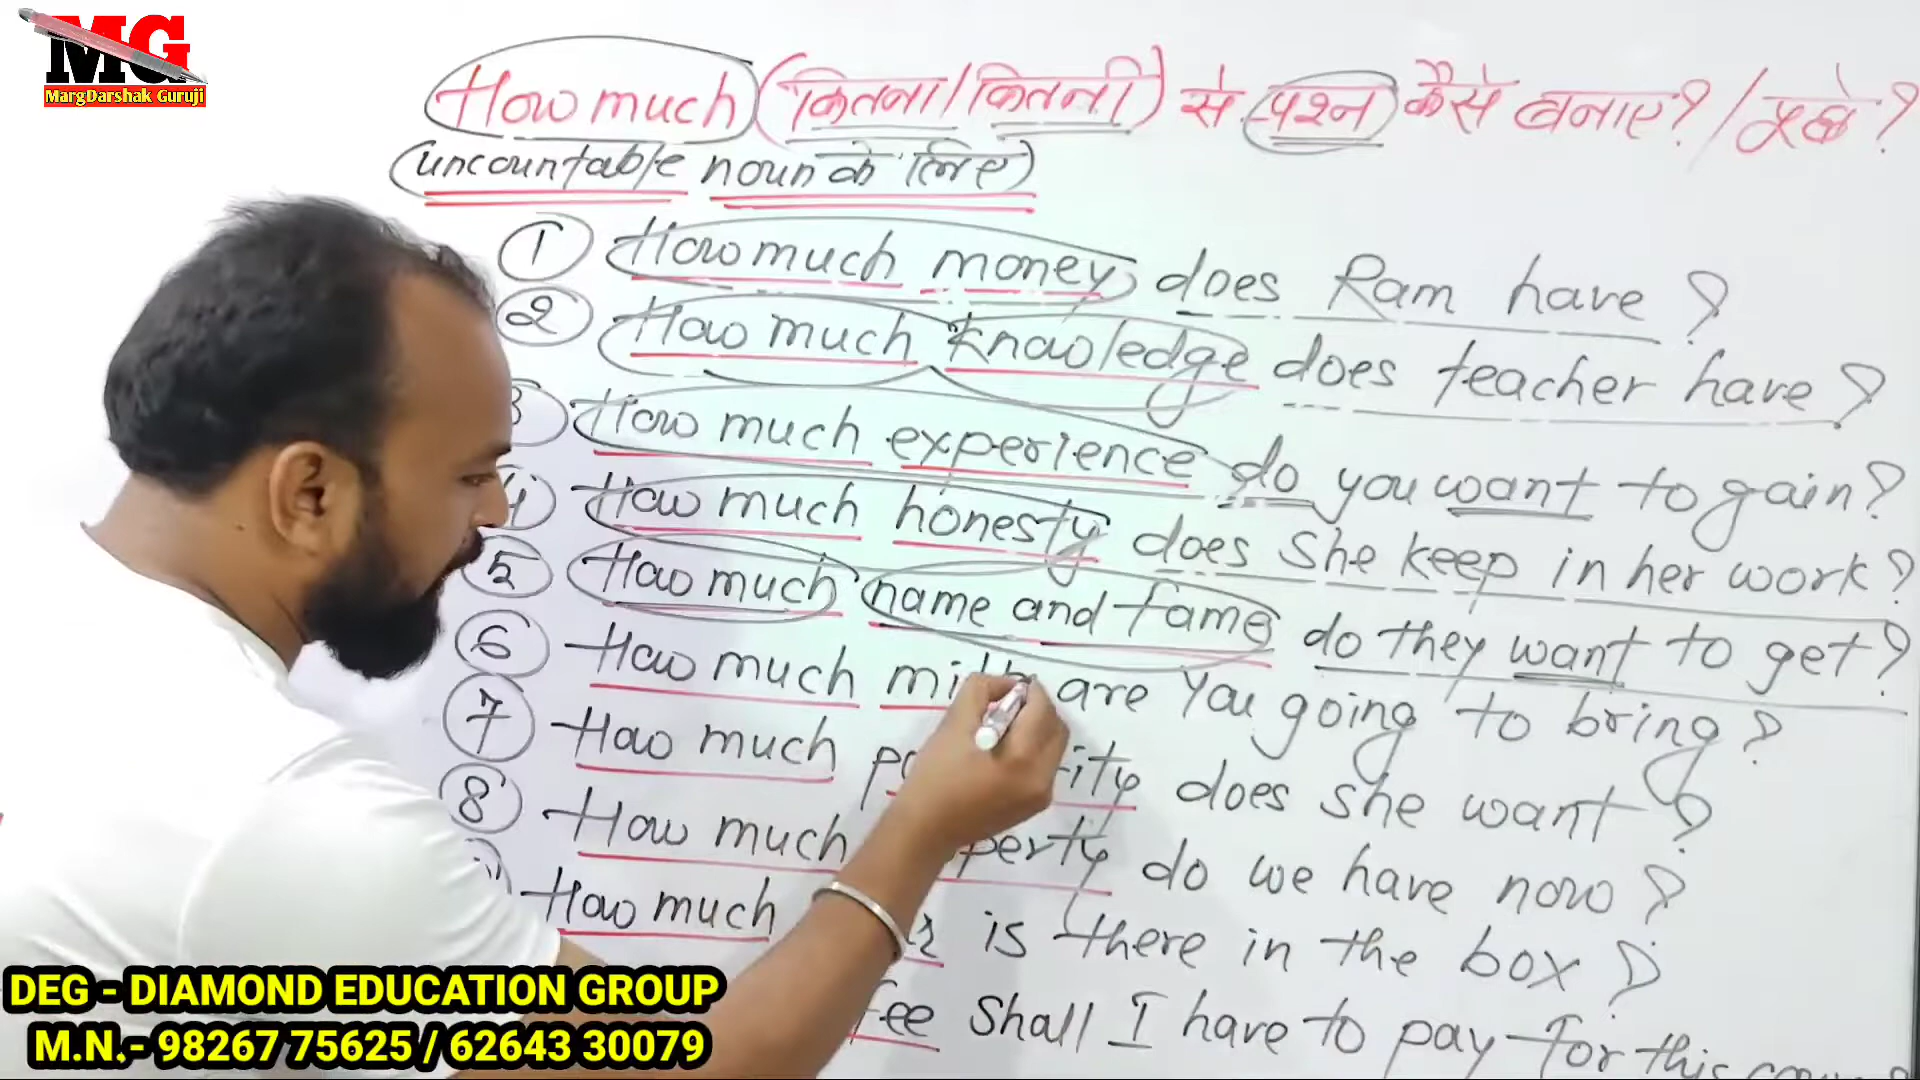 MG
MargDarshak Guruji
How much (कितना/कितनी) से प्रश्न कैसे बनाए?/पूछे?
(uncountable noun के लिए)
① How much money does Ram have?
② How much knowledge does teacher have?
3 How much experience do you want to gain?
4 How much honesty does she keep in her work?
⑤ How much name and fame do they want to get?
⑥ How much are you going to bring?
⑦ How much does she want?
⑧ How much do we have now?
How much is there in the box?
fee shall I have to pay for this
DEG - DIAMOND EDUCATION GROUP
M.N.- 98267 75625 / 62643 30079